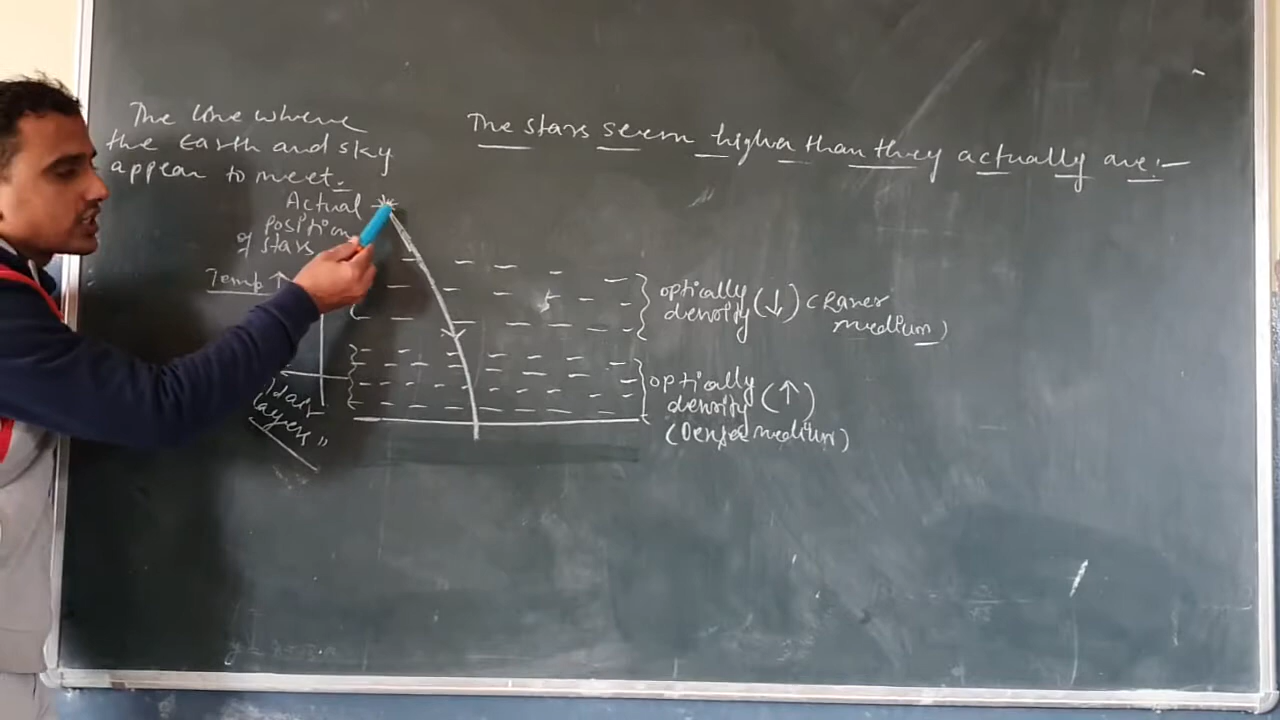 The line where
the Earth and sky
appear to meet.
The stars seem higher than they actually are:-
Actual
position
of stars
Temp ↑
optically
density (↓) (Rarer
medium)
optically
density (↑)
(Denser medium)
layers"